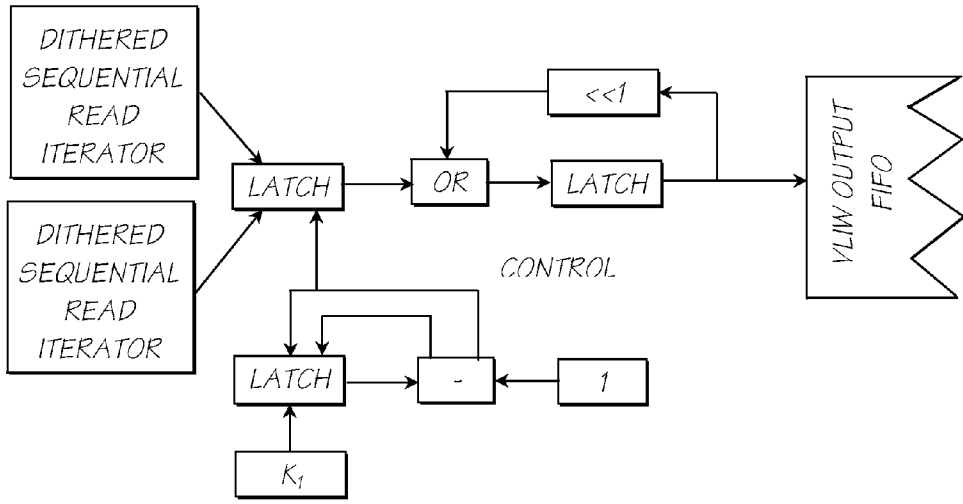 DITHERED
SEQUENTIAL
READ
ITERATOR
DITHERED
SEQUENTIAL
READ
ITERATOR
LATCH
OR
<<1
LATCH
VLIW OUTPUT
FIFO
CONTROL
LATCH
-
1
K₁